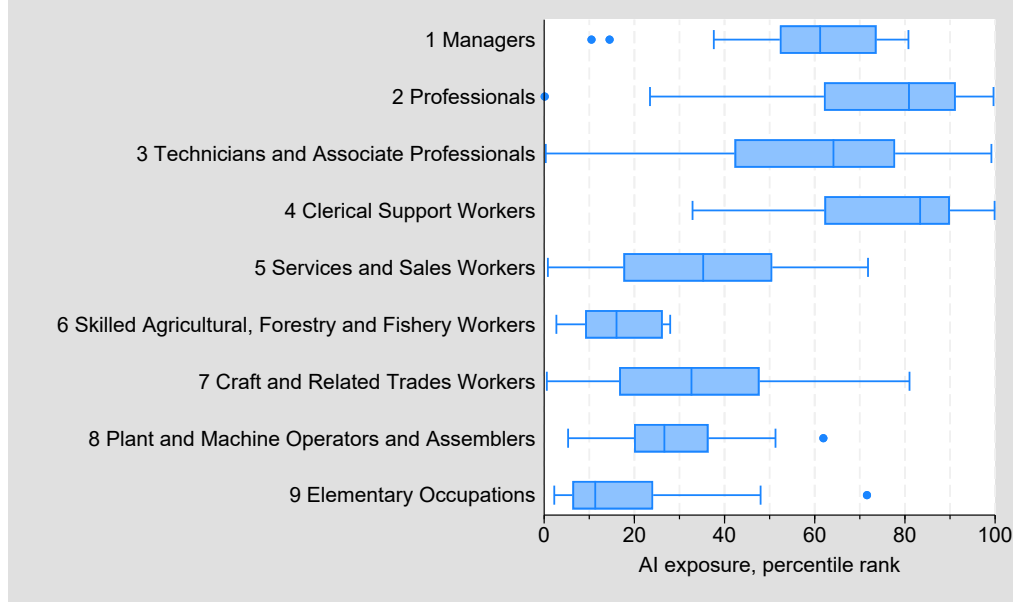 1 Managers
2 Professionals
3 Technicians and Associate Professionals
4 Clerical Support Workers
5 Services and Sales Workers
6 Skilled Agricultural, Forestry and Fishery Workers
7 Craft and Related Trades Workers
8 Plant and Machine Operators and Assemblers
9 Elementary Occupations
0 20 40 60 80 100
AI exposure, percentile rank